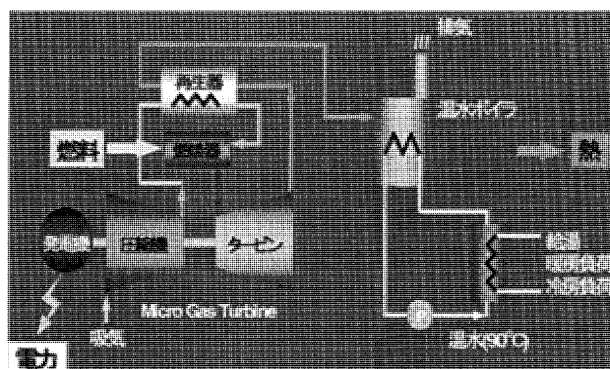 排気
再生器
温水ボイラ
燃料
燃焼器
熱
発電機
圧縮機
タービン
給湯
暖房負荷
冷房負荷
Micro Gas Turbine
吸気
温水(90°C)
電力